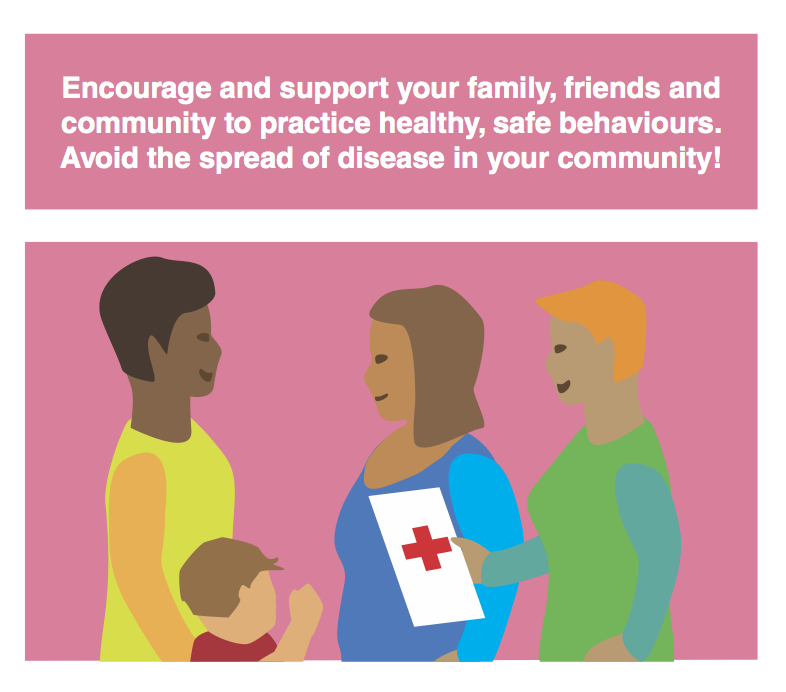 Encourage and support your family, friends and
community to practice healthy, safe behaviours.
Avoid the spread of disease in your community!